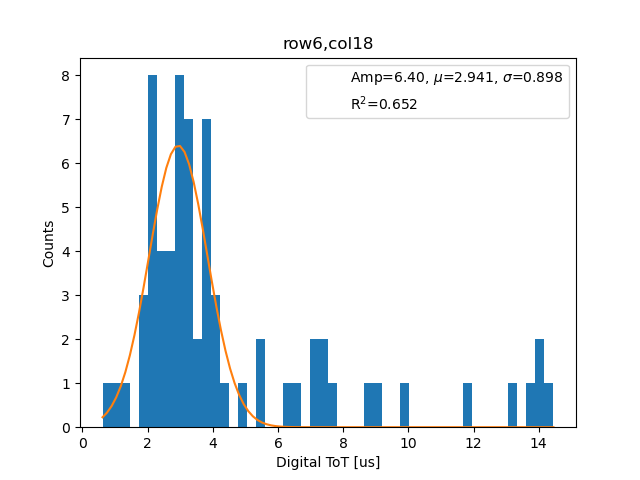 row6,col18
Amp=6.40, μ=2.941, σ=0.898
R²=0.652
Counts
8
7
6
5
4
3
2
1
0
0 2 4 6 8 10 12 14
Digital ToT [us]